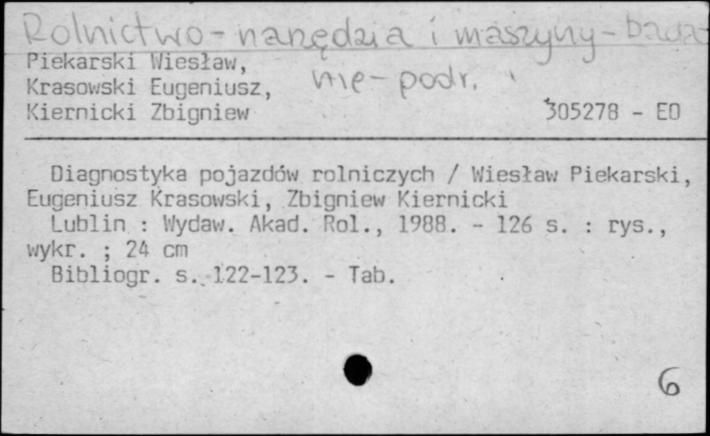 Rolnictwo - narzędzia i maszyny - bada-
Piekarski Wiesław,
nie - podr.
Krasowski Eugeniusz,
Kiernicki Zbigniew 305278 - EO
Diagnostyka pojazdów rolniczych / Wiesław Piekarski,
Eugeniusz Krasowski, Zbigniew Kiernicki
Lublin : Wydaw. Akad. Rol., 1988. - 126 s. : rys.,
wykr. ; 24 cm
Bibliogr. s. 122-123. - Tab.
6